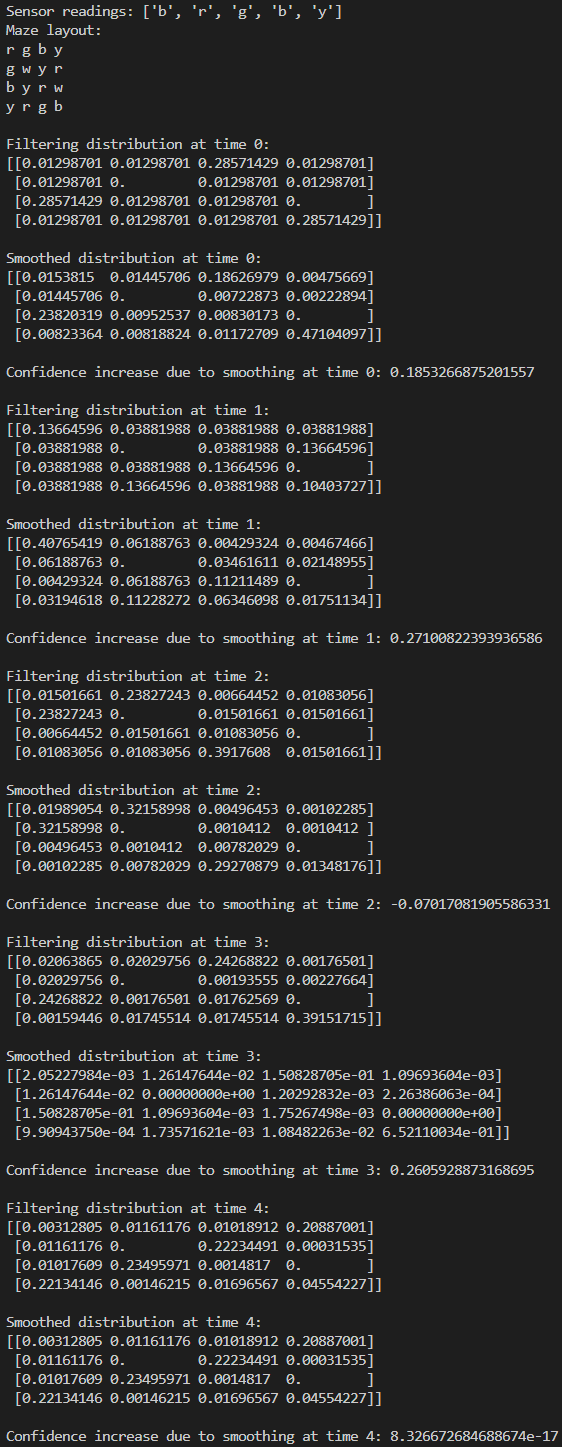 Sensor readings: ['b', 'r', 'g', 'b', 'y']
Maze layout:
r g b y
g w y r
b y r w
y r g b
Filtering distribution at time 0:
[[0.01298701 0.01298701 0.28571429 0.01298701]
[0.01298701 0. 0.01298701 0.01298701]
[0.28571429 0.01298701 0.01298701 0. ]
[0.01298701 0.01298701 0.01298701 0.28571429]]
Smoothed distribution at time 0:
[[0.0153815 0.01445706 0.18626979 0.00475669]
[0.01445706 0. 0.00722873 0.00222894]
[0.23820319 0.00952537 0.00830173 0. ]
[0.00823364 0.00818824 0.01172709 0.47104097]]
Confidence increase due to smoothing at time 0: 0.1853266875201557
Filtering distribution at time 1:
[[0.13664596 0.03881988 0.03881988 0.03881988]
[0.03881988 0. 0.03881988 0.13664596]
[0.03881988 0.03881988 0.13664596 0. ]
[0.03881988 0.13664596 0.03881988 0.10403727]]
Smoothed distribution at time 1:
[[0.40765419 0.06188763 0.00429324 0.00467466]
[0.06188763 0. 0.03461611 0.02148955]
[0.00429324 0.06188763 0.11211489 0. ]
[0.03194618 0.11228272 0.06346098 0.01751134]]
Confidence increase due to smoothing at time 1: 0.27100822393936586
Filtering distribution at time 2:
[[0.01501661 0.23827243 0.00664452 0.01083056]
[0.23827243 0. 0.01501661 0.01501661]
[0.00664452 0.01501661 0.01083056 0. ]
[0.01083056 0.01083056 0.3917608 0.01501661]]
Smoothed distribution at time 2:
[[0.01989054 0.32158998 0.00496453 0.00102285]
[0.32158998 0. 0.0010412 0.0010412 ]
[0.00496453 0.0010412 0.00782029 0. ]
[0.00102285 0.00782029 0.29270879 0.01348176]]
Confidence increase due to smoothing at time 2: -0.07017081905586331
Filtering distribution at time 3:
[[0.02063865 0.02029756 0.24268822 0.00176501]
[0.02029756 0. 0.00193555 0.00227664]
[0.24268822 0.00176501 0.01762569 0. ]
[0.00159446 0.01745514 0.01745514 0.39151715]]
Smoothed distribution at time 3:
[[2.05227984e-03 1.26147644e-02 1.50828705e-01 1.09693604e-03]
[1.26147644e-02 0.00000000e+00 1.20292832e-03 2.26386063e-04]
[1.50828705e-01 1.09693604e-03 1.75267498e-03 0.00000000e+00]
[9.90943750e-04 1.73571621e-03 1.08482263e-02 6.52110034e-01]]
Confidence increase due to smoothing at time 3: 0.2605928873168695
Filtering distribution at time 4:
[[0.00312805 0.01161176 0.01018912 0.20887001]
[0.01161176 0. 0.22234491 0.00031535]
[0.01017609 0.23495971 0.0014817 0. ]
[0.22134146 0.00146215 0.01696567 0.04554227]]
Smoothed distribution at time 4:
[[0.00312805 0.01161176 0.01018912 0.20887001]
[0.01161176 0. 0.22234491 0.00031535]
[0.01017609 0.23495971 0.0014817 0. ]
[0.22134146 0.00146215 0.01696567 0.04554227]]
Confidence increase due to smoothing at time 4: 8.326672684688674e-17